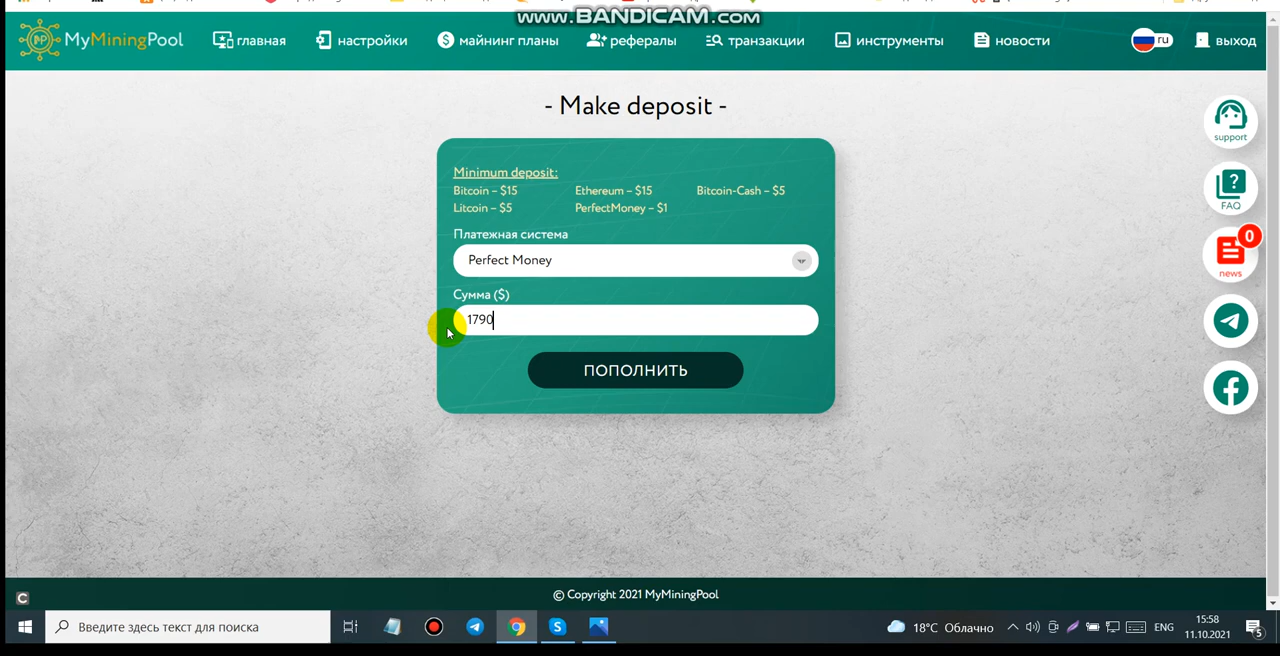 www.BANDICAM.com
MyMiningPool
главная
настройки
майнинг планы
рефералы
транзакции
инструменты
новости
ru
выход
- Make deposit -
Minimum deposit:
Bitcoin – $15 Ethereum – $15 Bitcoin-Cash – $5
Litcoin – $5 PerfectMoney – $1
Платежная система
Perfect Money
Сумма ($)
1790
ПОПОЛНИТЬ
support
?
FAQ
0
news
© Copyright 2021 MyMiningPool
C
Введите здесь текст для поиска
18°C Облачно
ENG
15:58
11.10.2021
5